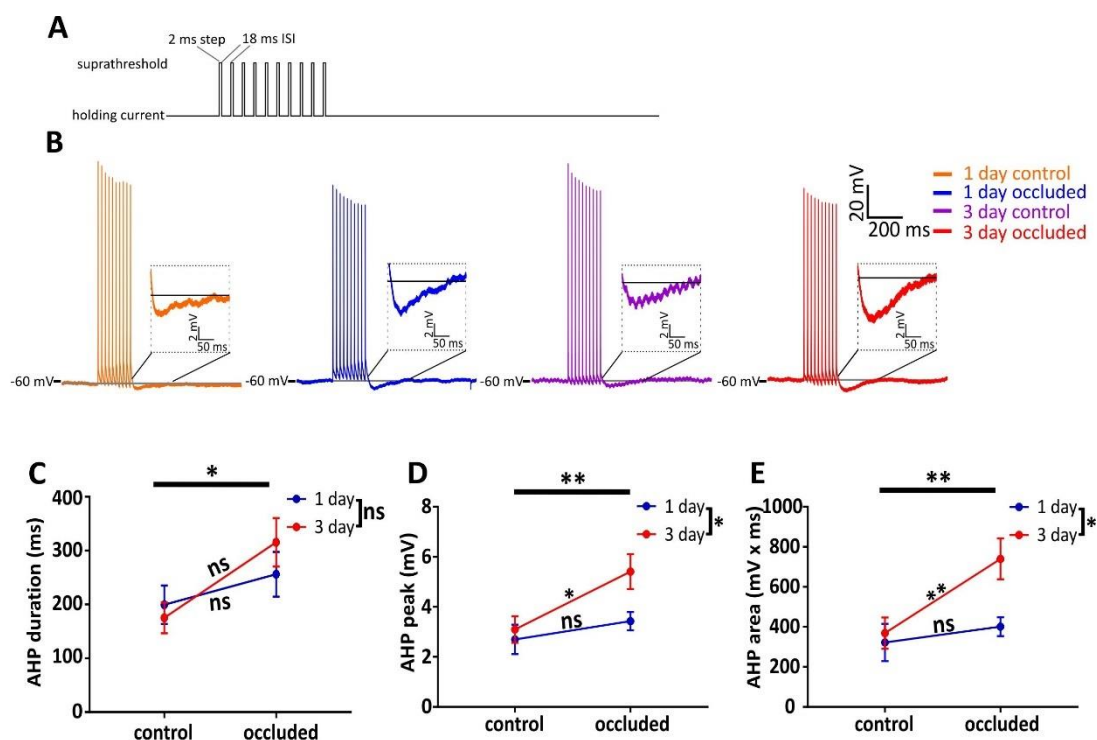 A
2 ms step
18 ms ISI
suprathreshold
holding current
B
1 day control
1 day occluded
3 day control
3 day occluded
20 mV
200 ms
2 mV
50 ms
2 mV
50 ms
2 mV
50 ms
2 mV
50 ms
-60 mV
-60 mV
-60 mV
-60 mV
C
*
400
300
200
100
0
AHP duration (ms)
1 day
3 day
ns
ns
ns
control
occluded
D
**
8
6
4
2
0
AHP peak (mV)
1 day
3 day
*
*
ns
control
occluded
E
**
1000
800
600
400
200
0
AHP area (mV x ms)
1 day
3 day
*
**
ns
control
occluded